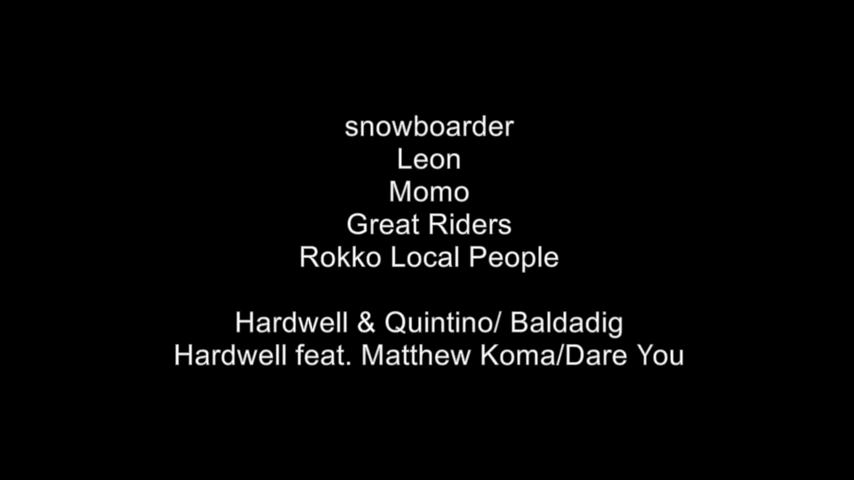 snowboarder
Leon
Momo
Great Riders
Rokko Local People
Hardwell & Quintino/ Baldadig
Hardwell feat. Matthew Koma/Dare You